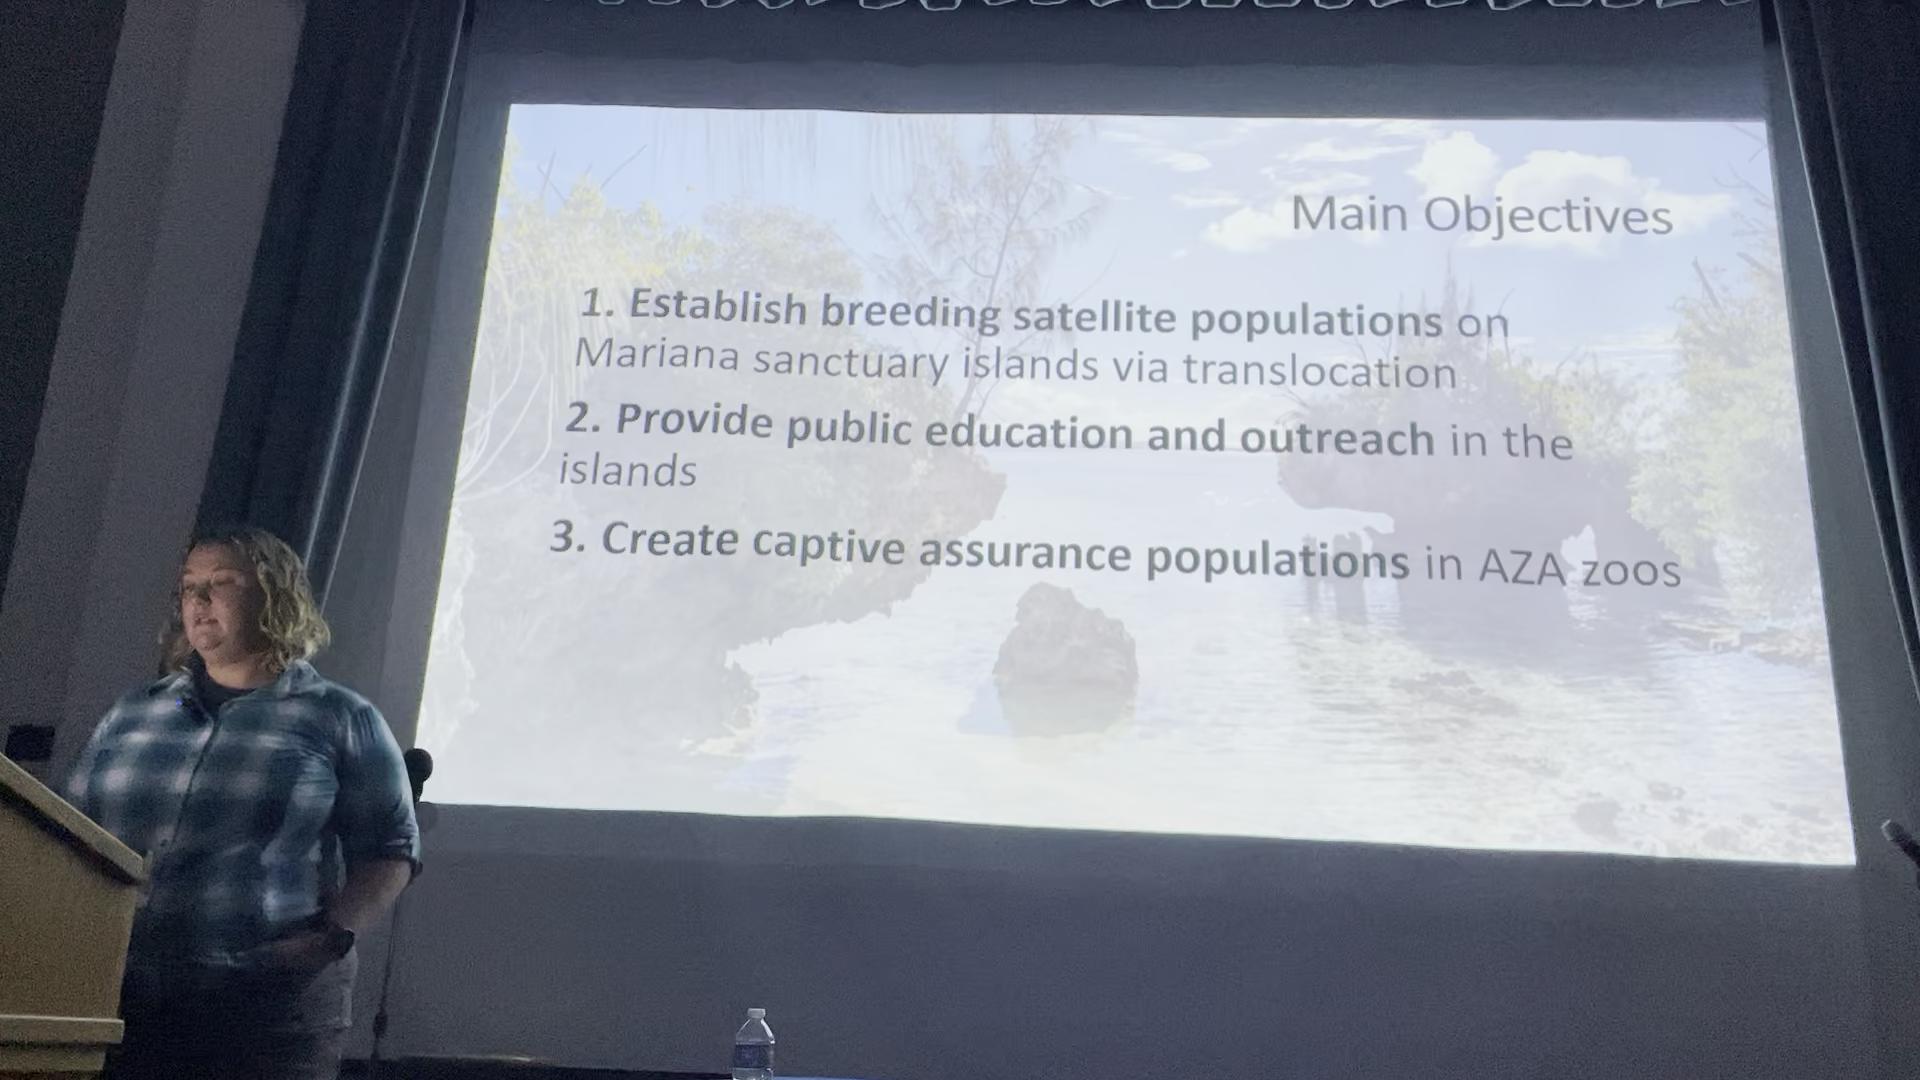 Main Objectives
1. Establish breeding satellite populations on
Mariana sanctuary islands via translocation
2. Provide public education and outreach in the
islands
3. Create captive assurance populations in AZA zoos